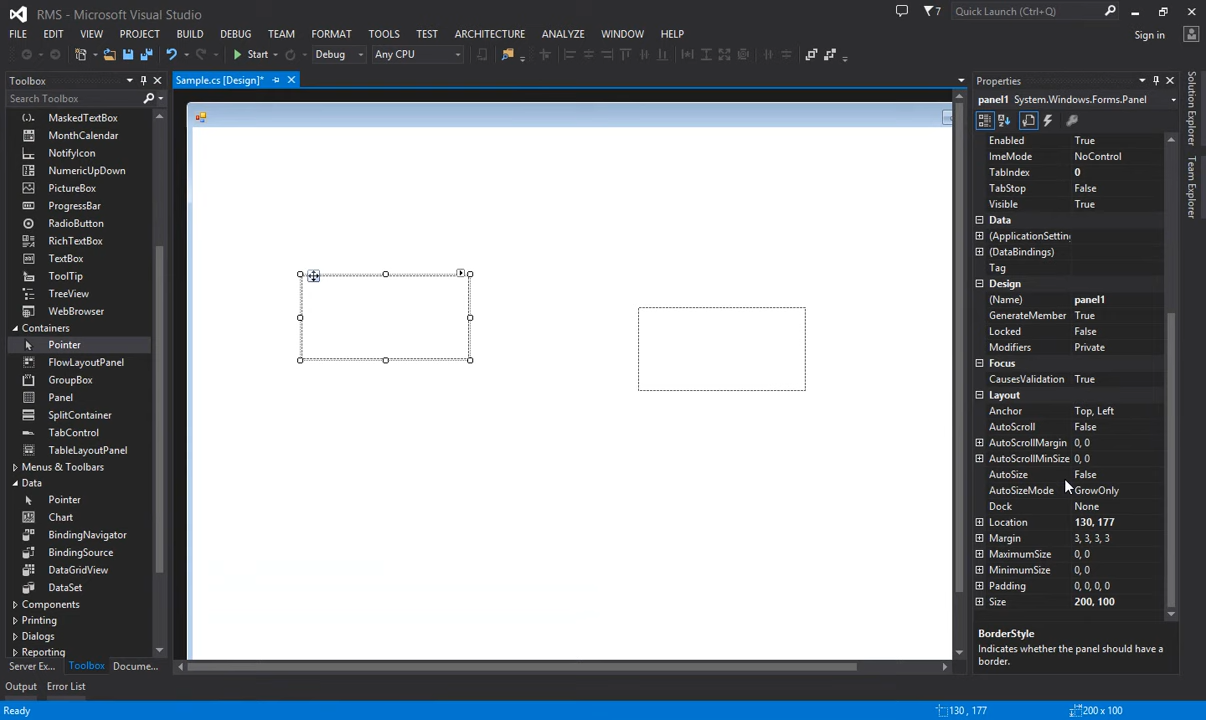 RMS - Microsoft Visual Studio
7
Quick Launch (Ctrl+Q)
FILE EDIT VIEW PROJECT BUILD DEBUG TEAM FORMAT TOOLS TEST ARCHITECTURE ANALYZE WINDOW HELP
Sign in
Start Debug Any CPU
Toolbox
Search Toolbox
MaskedTextBox
MonthCalendar
NotifyIcon
NumericUpDown
PictureBox
ProgressBar
RadioButton
RichTextBox
TextBox
ToolTip
TreeView
WebBrowser
Containers
Pointer
FlowLayoutPanel
GroupBox
Panel
SplitContainer
TabControl
TableLayoutPanel
Menus & Toolbars
Data
Pointer
Chart
BindingNavigator
BindingSource
DataGridView
DataSet
Components
Printing
Dialogs
Reporting
Server Ex... Toolbox Docume...
Sample.cs [Design]*
Properties
panel1 System.Windows.Forms.Panel
Enabled True
ImeMode NoControl
TabIndex 0
TabStop False
Visible True
Data
(ApplicationSetting
(DataBindings)
Tag
Design
(Name) panel1
GenerateMember True
Locked False
Modifiers Private
Focus
CausesValidation True
Layout
Anchor Top, Left
AutoScroll False
AutoScrollMargin 0, 0
AutoScrollMinSize 0, 0
AutoSize False
AutoSizeMode GrowOnly
Dock None
Location 130, 177
Margin 3, 3, 3, 3
MaximumSize 0, 0
MinimumSize 0, 0
Padding 0, 0, 0, 0
Size 200, 100
BorderStyle
Indicates whether the panel should have a
border.
Solution Explorer
Team Explorer
Output Error List
Ready
130 , 177
200 x 100